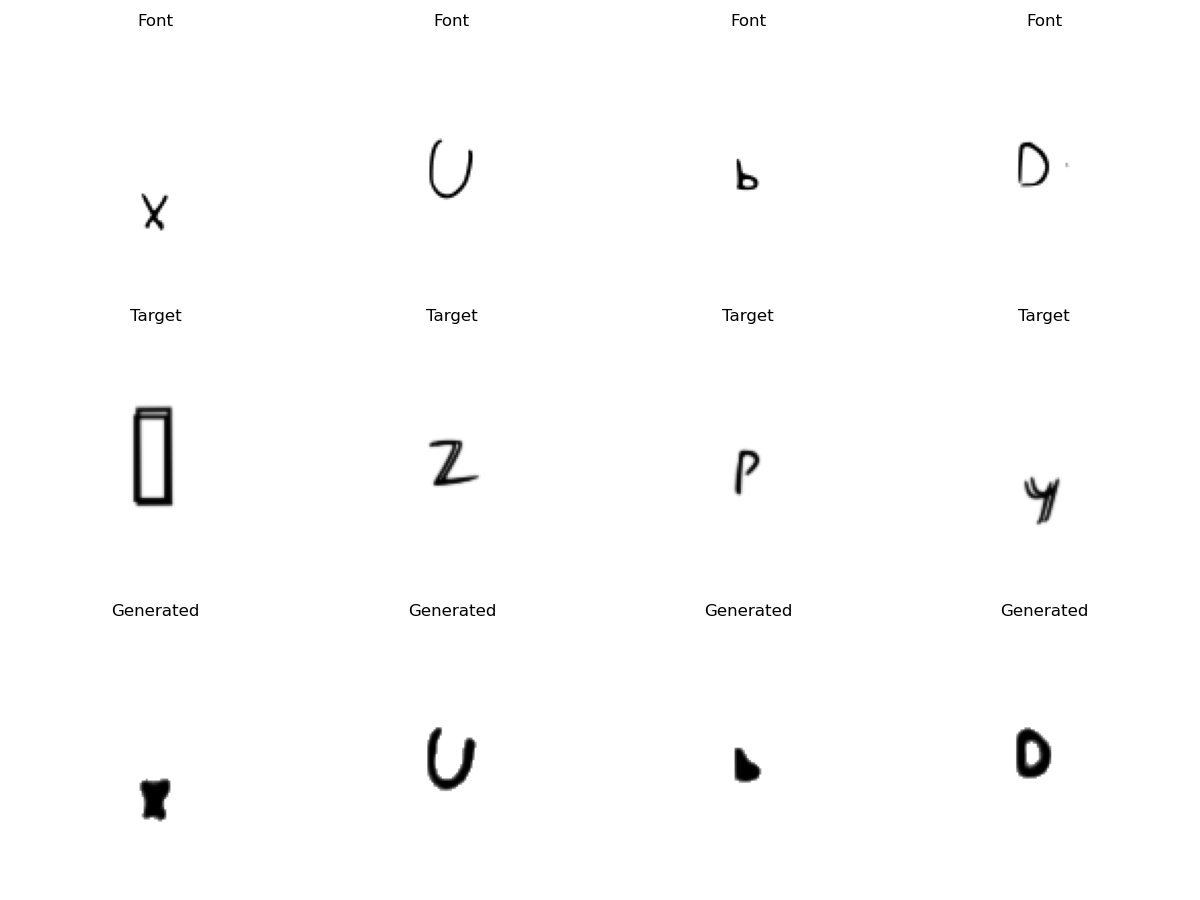 Font Font Font Font
X U b D
Target Target Target Target
Z P y
Generated Generated Generated Generated
U b D